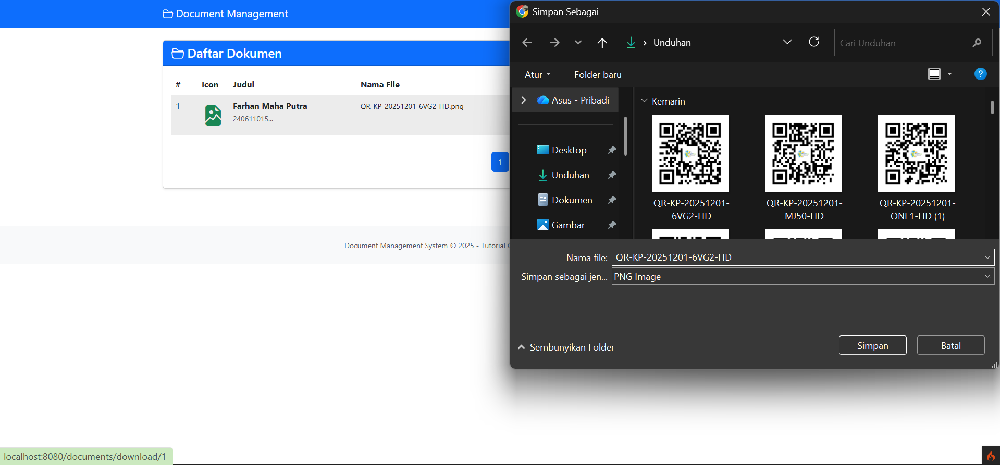 Document Management
Daftar Dokumen
# Icon Judul Nama File
1 Farhan Maha Putra QR-KP-20251201-6VG2-HD.png
240611015...
1
Document Management System © 2025 - Tutorial
localhost:8080/documents/download/1
Simpan Sebagai
Unduhan
Cari Unduhan
Atur
Folder baru
?
Asus - Pribadi
Desktop
Unduhan
Dokumen
Gambar
Kemarin
QR-KP-20251201-
6VG2-HD
QR-KP-20251201-
MJ50-HD
QR-KP-20251201-
ONF1-HD (1)
Nama file: QR-KP-20251201-6VG2-HD
Simpan sebagai jen... PNG Image
Sembunyikan Folder
Simpan
Batal